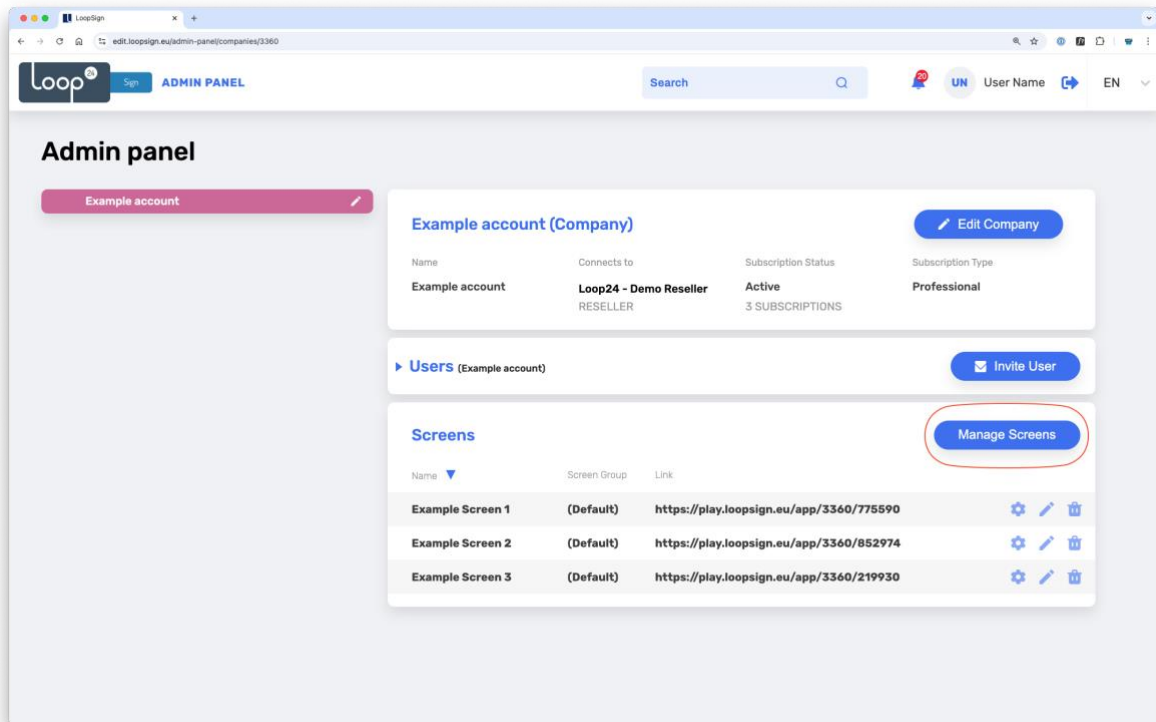 LoopSign
edit.loopsign.eu/admin-panel/companies/3360
Loop24 Sign ADMIN PANEL Search 20 UN User Name EN
Admin panel
Example account
Example account (Company) Edit Company
Name Connects to Subscription Status Subscription Type
Example account Loop24 - Demo Reseller Active Professional
RESELLER 3 SUBSCRIPTIONS
Users (Example account) Invite User
Screens Manage Screens
Name Screen Group Link
Example Screen 1 (Default) https://play.loopsign.eu/app/3360/775590
Example Screen 2 (Default) https://play.loopsign.eu/app/3360/852974
Example Screen 3 (Default) https://play.loopsign.eu/app/3360/219930